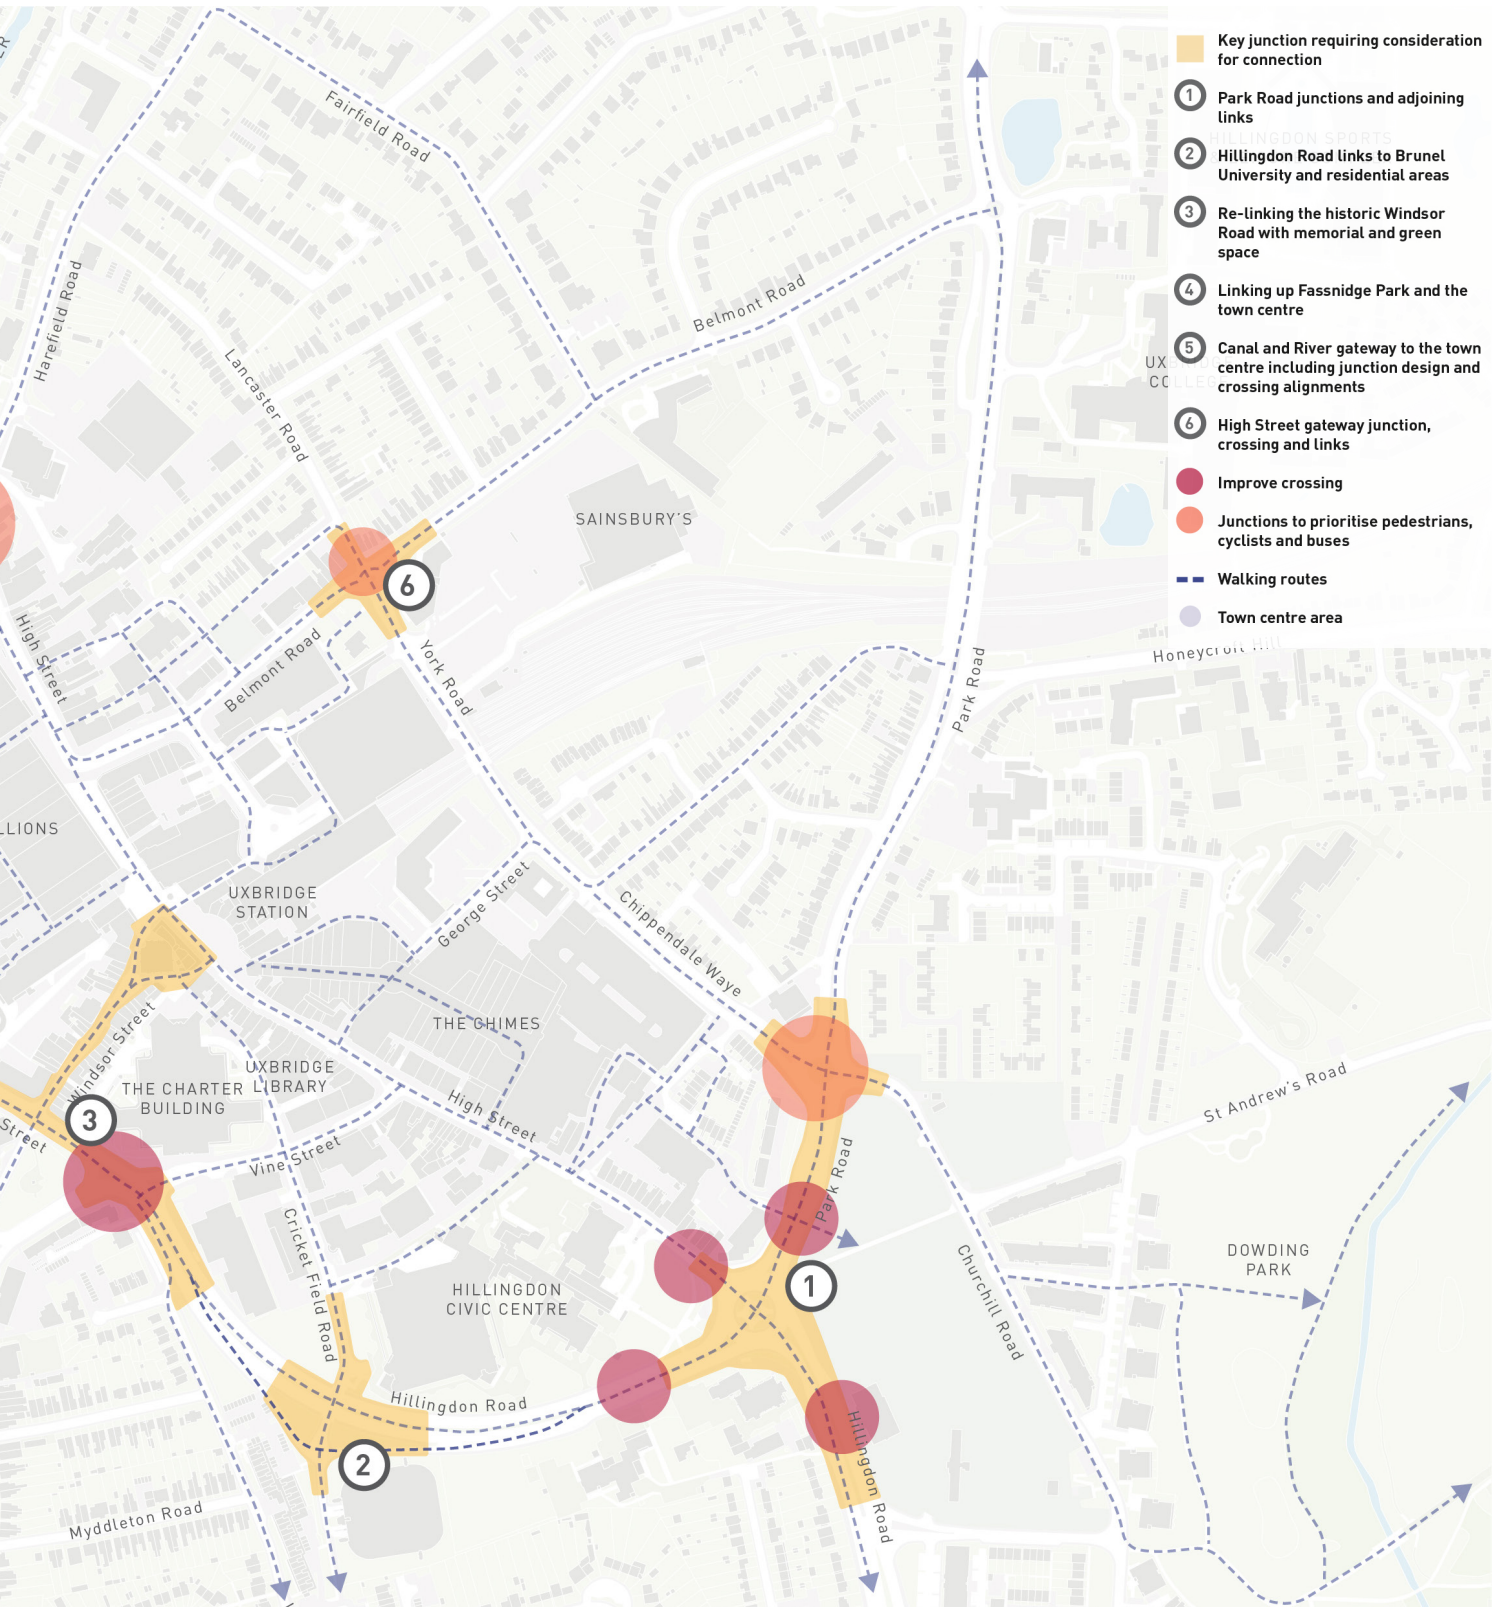 Key junction requiring consideration
for connection
1
Park Road junctions and adjoining
links
HILLINGDON SPORTS
2
Hillingdon Road links to Brunel
University and residential areas
3
Re-linking the historic Windsor
Road with memorial and green
space
4
Linking up Fassnidge Park and the
town centre
5
Canal and River gateway to the town
centre including junction design and
crossing alignments
6
High Street gateway junction,
crossing and links
Improve crossing
Junctions to prioritise pedestrians,
cyclists and buses
Walking routes
Town centre area
Fairfield Road
Harefield Road
Lancaster Road
Belmont Road
UXBRIDGE
COLLEGE
SAINSBURY'S
6
High Street
Belmont Road
York Road
Park Road
Honeycroft Hill
LLIONS
UXBRIDGE
STATION
George Street
Chippendale Waye
THE CHIMES
Windsor Street
UXBRIDGE
LIBRARY
THE CHARTER
BUILDING
3
Street
High Street
Vine Street
St Andrew's Road
Park Road
Cricket Field Road
HILLINGDON
CIVIC CENTRE
1
Churchill Road
DOWDING
PARK
Hillingdon Road
2
Hillingdon Road
Myddleton Road